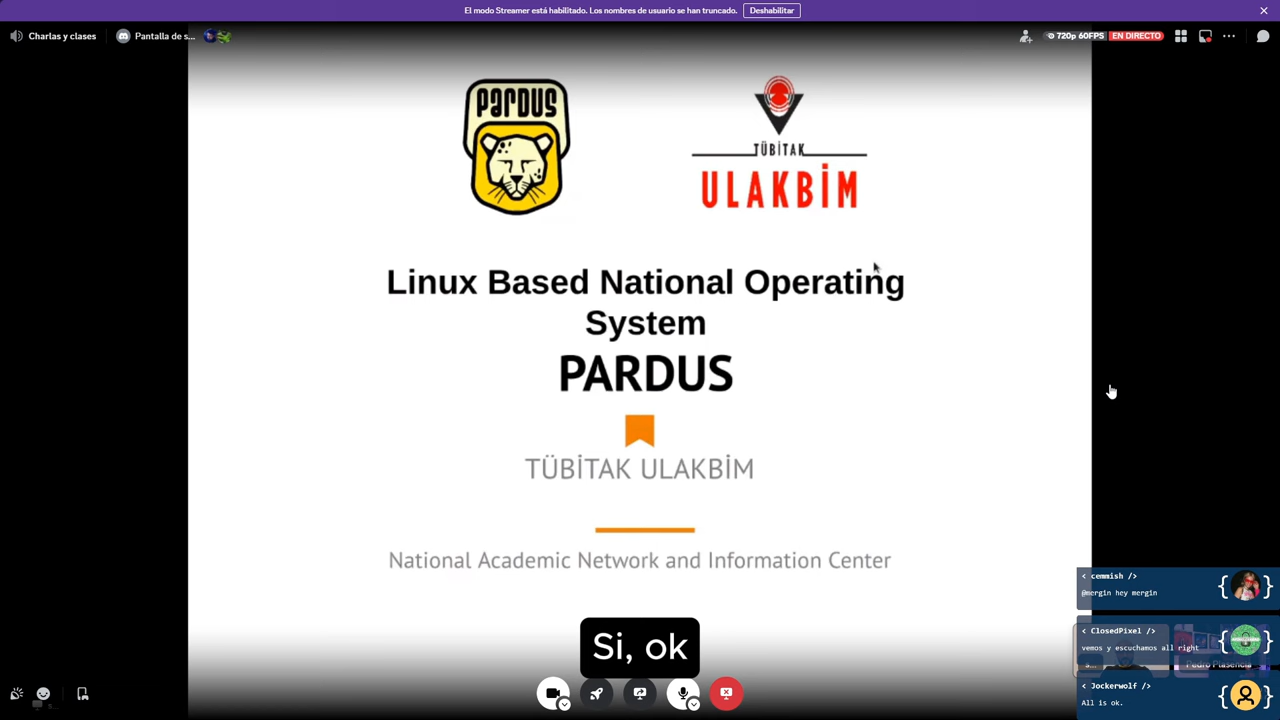 El modo Streamer está habilitado. Los nombres de usuario se han truncado.
Deshabilitar
Charlas y clases
Pantalla de s...
720p 60FPS
EN DIRECTO
PARDUS
TÜBİTAK
ULAKBİM
Linux Based National Operating
System
PARDUS
TÜBİTAK ULAKBİM
National Academic Network and Information Center
< cemmish />
@mergin hey mergin
< ClosedPixel />
vemos y escuchamos all right
s...
Pedro Plasencia
< Jockerwolf />
All is ok.
Si, ok
s...